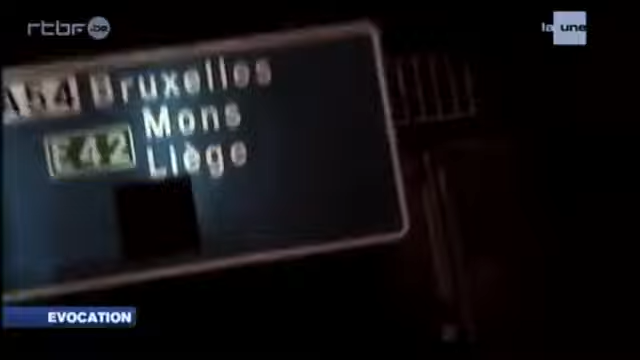 rtbf.be
la une
A54 Bruxelles
Mons
E42
Liège
EVOCATION